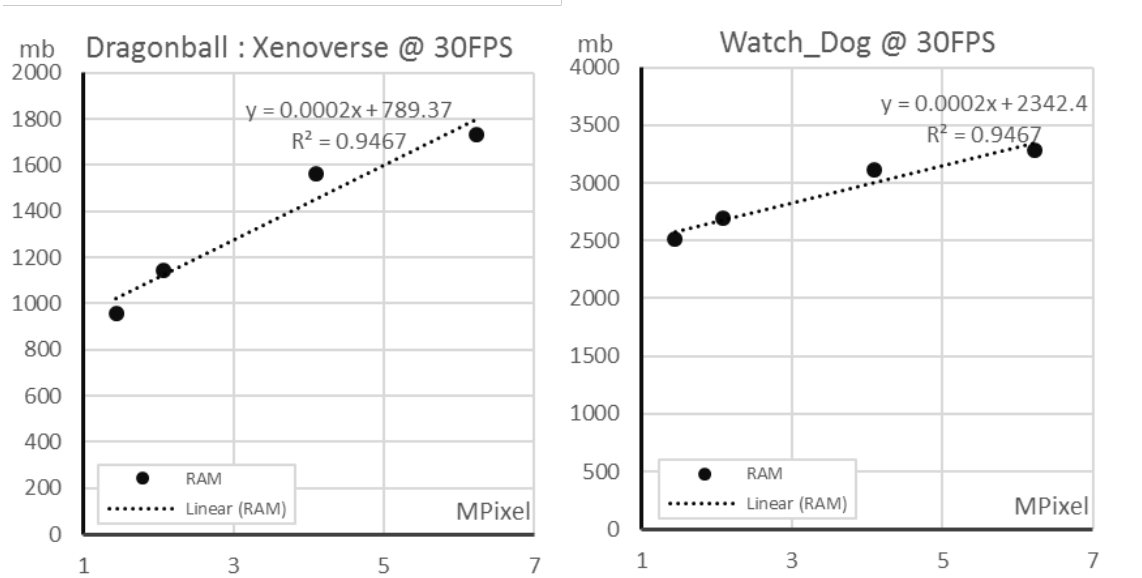 mb
Dragonball : Xenoverse @ 30FPS
2000
1800
1600
1400
1200
1000
800
600
400
200
0
y = 0.0002x + 789.37
R² = 0.9467
RAM
Linear (RAM)
MPixel
1
3
5
7
mb
Watch_Dog @ 30FPS
4000
3500
3000
2500
2000
1500
1000
500
0
y = 0.0002x + 2342.4
R² = 0.9467
RAM
Linear (RAM)
MPixel
1
3
5
7